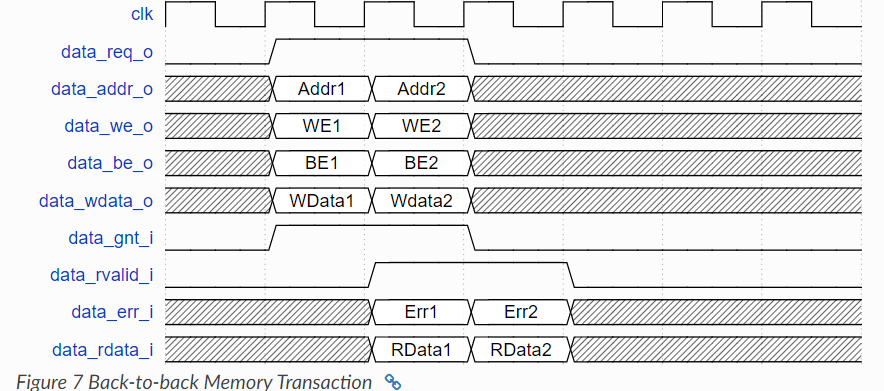 clk
data_req_o
data_addr_o Addr1 Addr2
data_we_o WE1 WE2
data_be_o BE1 BE2
data_wdata_o WData1 Wdata2
data_gnt_i
data_rvalid_i
data_err_i Err1 Err2
data_rdata_i RData1 RData2
Figure 7 Back-to-back Memory Transaction